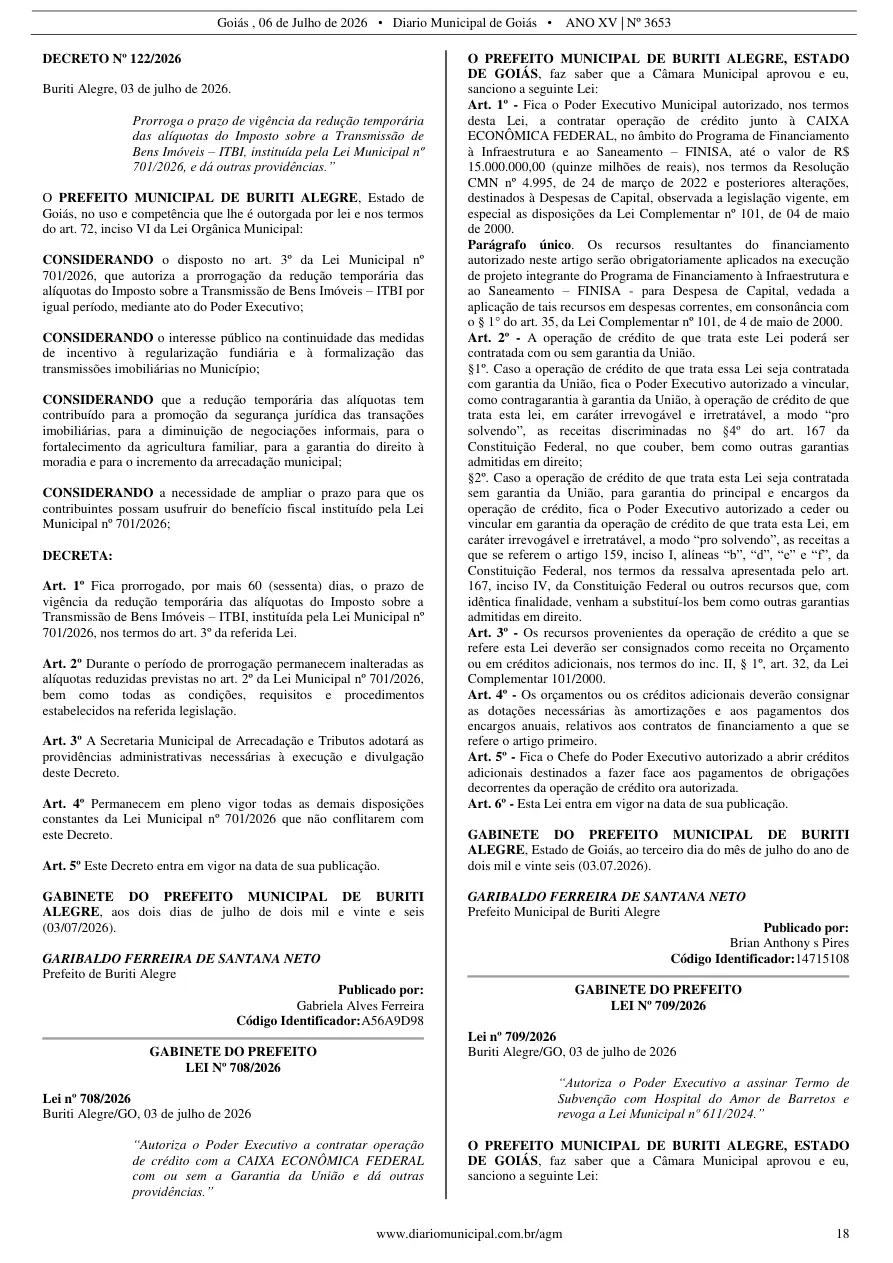 Goiás , 06 de Julho de 2026 • Diario Municipal de Goiás • ANO XV | Nº 3653
DECRETO Nº 122/2026
Buriti Alegre, 03 de julho de 2026.
Prorroga o prazo de vigência da redução temporária
das alíquotas do Imposto sobre a Transmissão de
Bens Imóveis – ITBI, instituída pela Lei Municipal nº
701/2026, e dá outras providências.”
O PREFEITO MUNICIPAL DE BURITI ALEGRE, Estado de
Goiás, no uso e competência que lhe é outorgada por lei e nos termos
do art. 72, inciso VI da Lei Orgânica Municipal:
CONSIDERANDO o disposto no art. 3º da Lei Municipal nº
701/2026, que autoriza a prorrogação da redução temporária das
alíquotas do Imposto sobre a Transmissão de Bens Imóveis – ITBI por
igual período, mediante ato do Poder Executivo;
CONSIDERANDO o interesse público na continuidade das medidas
de incentivo à regularização fundiária e à formalização das
transmissões imobiliárias no Município;
CONSIDERANDO que a redução temporária das alíquotas tem
contribuído para a promoção da segurança jurídica das transações
imobiliárias, para a diminuição de negociações informais, para o
fortalecimento da agricultura familiar, para a garantia do direito à
moradia e para o incremento da arrecadação municipal;
CONSIDERANDO a necessidade de ampliar o prazo para que os
contribuintes possam usufruir do benefício fiscal instituído pela Lei
Municipal nº 701/2026;
DECRETA:
Art. 1º Fica prorrogado, por mais 60 (sessenta) dias, o prazo de
vigência da redução temporária das alíquotas do Imposto sobre a
Transmissão de Bens Imóveis – ITBI, instituída pela Lei Municipal nº
701/2026, nos termos do art. 3º da referida Lei.
Art. 2º Durante o período de prorrogação permanecem inalteradas as
alíquotas reduzidas previstas no art. 2º da Lei Municipal nº 701/2026,
bem como todas as condições, requisitos e procedimentos
estabelecidos na referida legislação.
Art. 3º A Secretaria Municipal de Arrecadação e Tributos adotará as
providências administrativas necessárias à execução e divulgação
deste Decreto.
Art. 4º Permanecem em pleno vigor todas as demais disposições
constantes da Lei Municipal nº 701/2026 que não conflitarem com
este Decreto.
Art. 5º Este Decreto entra em vigor na data de sua publicação.
GABINETE DO PREFEITO MUNICIPAL DE BURITI
ALEGRE, aos dois dias de julho de dois mil e vinte e seis
(03/07/2026).
GARIBALDO FERREIRA DE SANTANA NETO
Prefeito de Buriti Alegre
Publicado por:
Gabriela Alves Ferreira
Código Identificador:A56A9D98
GABINETE DO PREFEITO
LEI Nº 708/2026
Lei nº 708/2026
Buriti Alegre/GO, 03 de julho de 2026
“Autoriza o Poder Executivo a contratar operação
de crédito com a CAIXA ECONÔMICA FEDERAL
com ou sem a Garantia da União e dá outras
providências.”
O PREFEITO MUNICIPAL DE BURITI ALEGRE, ESTADO
DE GOIÁS, faz saber que a Câmara Municipal aprovou e eu,
sanciono a seguinte Lei:
Art. 1º - Fica o Poder Executivo Municipal autorizado, nos termos
desta Lei, a contratar operação de crédito junto à CAIXA
ECONÔMICA FEDERAL, no âmbito do Programa de Financiamento
à Infraestrutura e ao Saneamento – FINISA, até o valor de R$
15.000.000,00 (quinze milhões de reais), nos termos da Resolução
CMN nº 4.995, de 24 de março de 2022 e posteriores alterações,
destinados à Despesas de Capital, observada a legislação vigente, em
especial as disposições da Lei Complementar nº 101, de 04 de maio
de 2000.
Parágrafo único. Os recursos resultantes do financiamento
autorizado neste artigo serão obrigatoriamente aplicados na execução
de projeto integrante do Programa de Financiamento à Infraestrutura e
ao Saneamento – FINISA - para Despesa de Capital, vedada a
aplicação de tais recursos em despesas correntes, em consonância com
o § 1° do art. 35, da Lei Complementar nº 101, de 4 de maio de 2000.
Art. 2º - A operação de crédito de que trata este Lei poderá ser
contratada com ou sem garantia da União.
§1º. Caso a operação de crédito de que trata essa Lei seja contratada
com garantia da União, fica o Poder Executivo autorizado a vincular,
como contragarantia à garantia da União, à operação de crédito de que
trata esta lei, em caráter irrevogável e irretratável, a modo “pro
solvendo”, as receitas discriminadas no §4º do art. 167 da
Constituição Federal, no que couber, bem como outras garantias
admitidas em direito;
§2º. Caso a operação de crédito de que trata esta Lei seja contratada
sem garantia da União, para garantia do principal e encargos da
operação de crédito, fica o Poder Executivo autorizado a ceder ou
vincular em garantia da operação de crédito de que trata esta Lei, em
caráter irrevogável e irretratável, a modo “pro solvendo”, as receitas a
que se referem o artigo 159, inciso I, alíneas “b”, “d”, “e” e “f”, da
Constituição Federal, nos termos da ressalva apresentada pelo art.
167, inciso IV, da Constituição Federal ou outros recursos que, com
idêntica finalidade, venham a substituí-los bem como outras garantias
admitidas em direito.
Art. 3º - Os recursos provenientes da operação de crédito a que se
refere esta Lei deverão ser consignados como receita no Orçamento
ou em créditos adicionais, nos termos do inc. II, § 1º, art. 32, da Lei
Complementar 101/2000.
Art. 4º - Os orçamentos ou os créditos adicionais deverão consignar
as dotações necessárias às amortizações e aos pagamentos dos
encargos anuais, relativos aos contratos de financiamento a que se
refere o artigo primeiro.
Art. 5º - Fica o Chefe do Poder Executivo autorizado a abrir créditos
adicionais destinados a fazer face aos pagamentos de obrigações
decorrentes da operação de crédito ora autorizada.
Art. 6º - Esta Lei entra em vigor na data de sua publicação.
GABINETE DO PREFEITO MUNICIPAL DE BURITI
ALEGRE, Estado de Goiás, ao terceiro dia do mês de julho do ano de
dois mil e vinte seis (03.07.2026).
GARIBALDO FERREIRA DE SANTANA NETO
Prefeito Municipal de Buriti Alegre
Publicado por:
Brian Anthony s Pires
Código Identificador:14715108
GABINETE DO PREFEITO
LEI Nº 709/2026
Lei nº 709/2026
Buriti Alegre/GO, 03 de julho de 2026
“Autoriza o Poder Executivo a assinar Termo de
Subvenção com Hospital do Amor de Barretos e
revoga a Lei Municipal nº 611/2024.”
O PREFEITO MUNICIPAL DE BURITI ALEGRE, ESTADO
DE GOIÁS, faz saber que a Câmara Municipal aprovou e eu,
sanciono a seguinte Lei:
www.diariomunicipal.com.br/agm 18